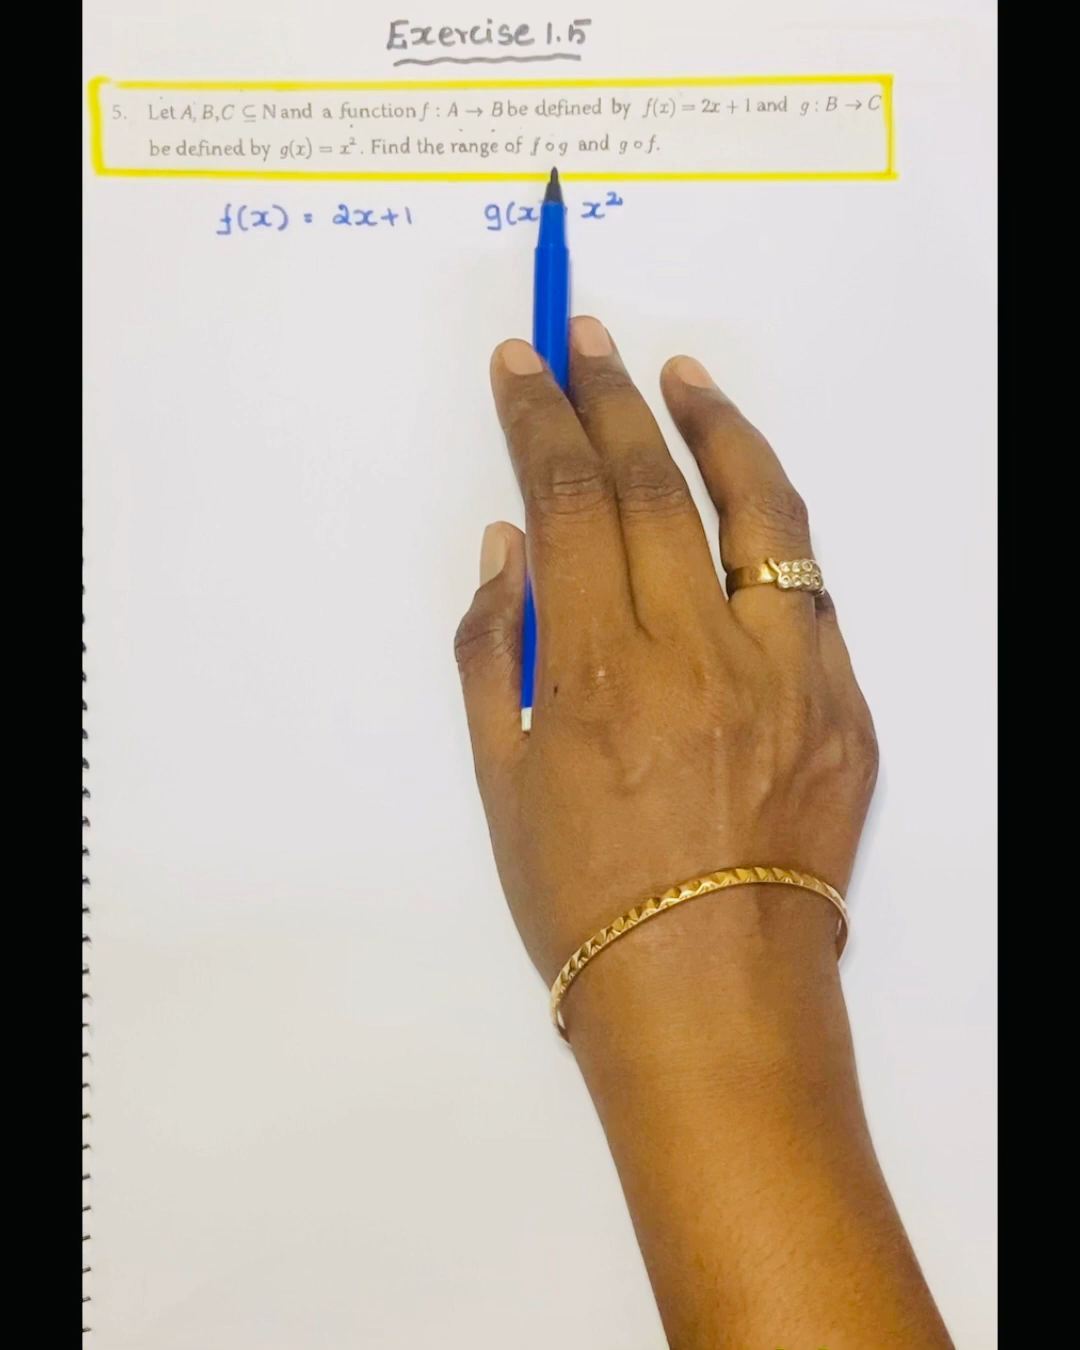 Exercise 1.5
5. Let A, B,C ⊆ N and a function f : A → B be defined by f(x) = 2x + 1 and g : B → C
be defined by g(x) = x². Find the range of f o g and g o f.
f(x) = 2x+1 g(x x²